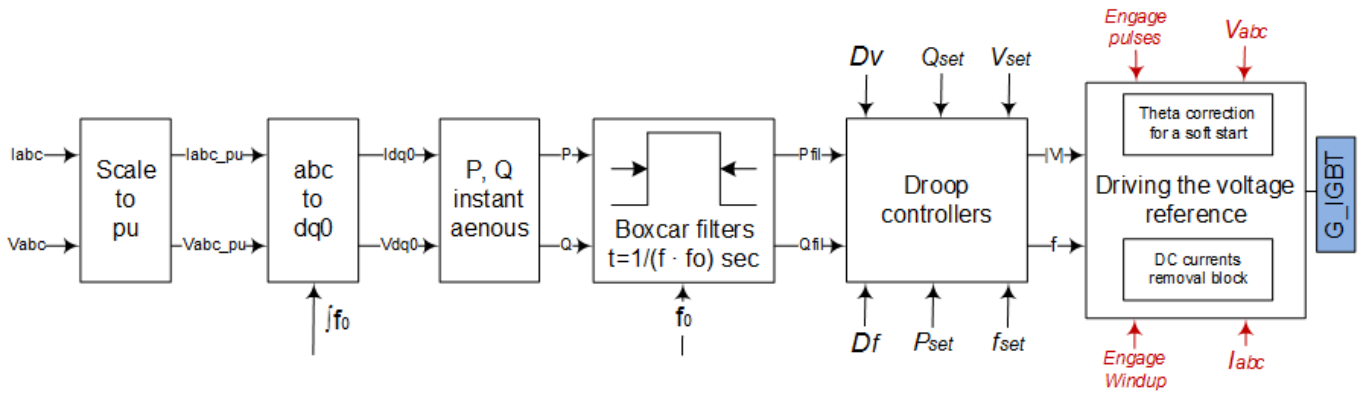 Iabc
Vabc
Scale
to
pu
Iabc_pu
Vabc_pu
abc
to
dq0
∫f0
Idq0
Vdq0
P, Q
instant
aenous
P
Q
Boxcar filters
t=1/(f · fo) sec
f0
Pfil
Qfil
Dv
Qset
Vset
Droop
controllers
Df
Pset
fset
|V|
f
Engage
pulses
Vabc
Theta correction
for a soft start
Driving the voltage
reference
DC currents
removal block
Engage
Windup
Iabc
G_IGBT